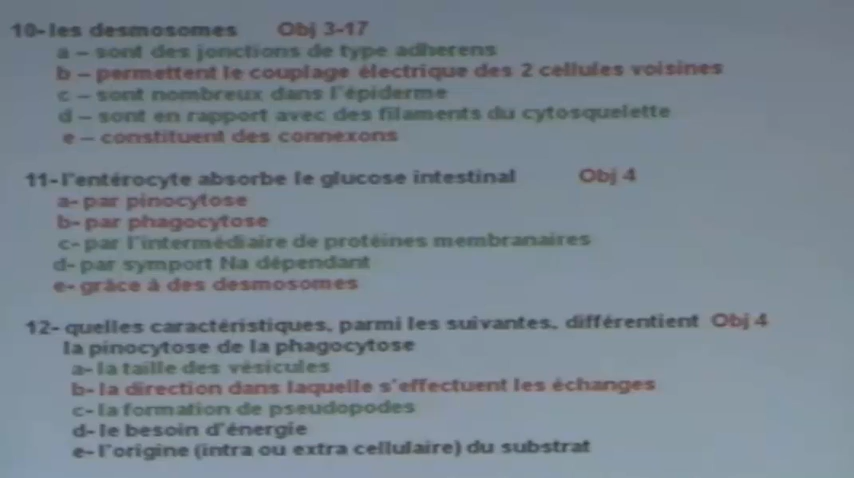 10- les desmosomes Obj 3-17
a – sont des jonctions de type adherens
b – permettent le couplage électrique des 2 cellules voisines
c – sont nombreux dans l'épiderme
d – sont en rapport avec des filaments du cytosquelette
e – constituent des connexons
11- l'entérocyte absorbe le glucose intestinal Obj 4
a- par pinocytose
b- par phagocytose
c- par l'intermédiaire de protéines membranaires
d- par symport Na dépendant
e- grâce à des desmosomes
12- quelles caractéristiques, parmi les suivantes, différentient Obj 4
la pinocytose de la phagocytose
a- la taille des vésicules
b- la direction dans laquelle s'effectuent les échanges
c- la formation de pseudopodes
d- le besoin d'énergie
e- l'origine (intra ou extra cellulaire) du substrat